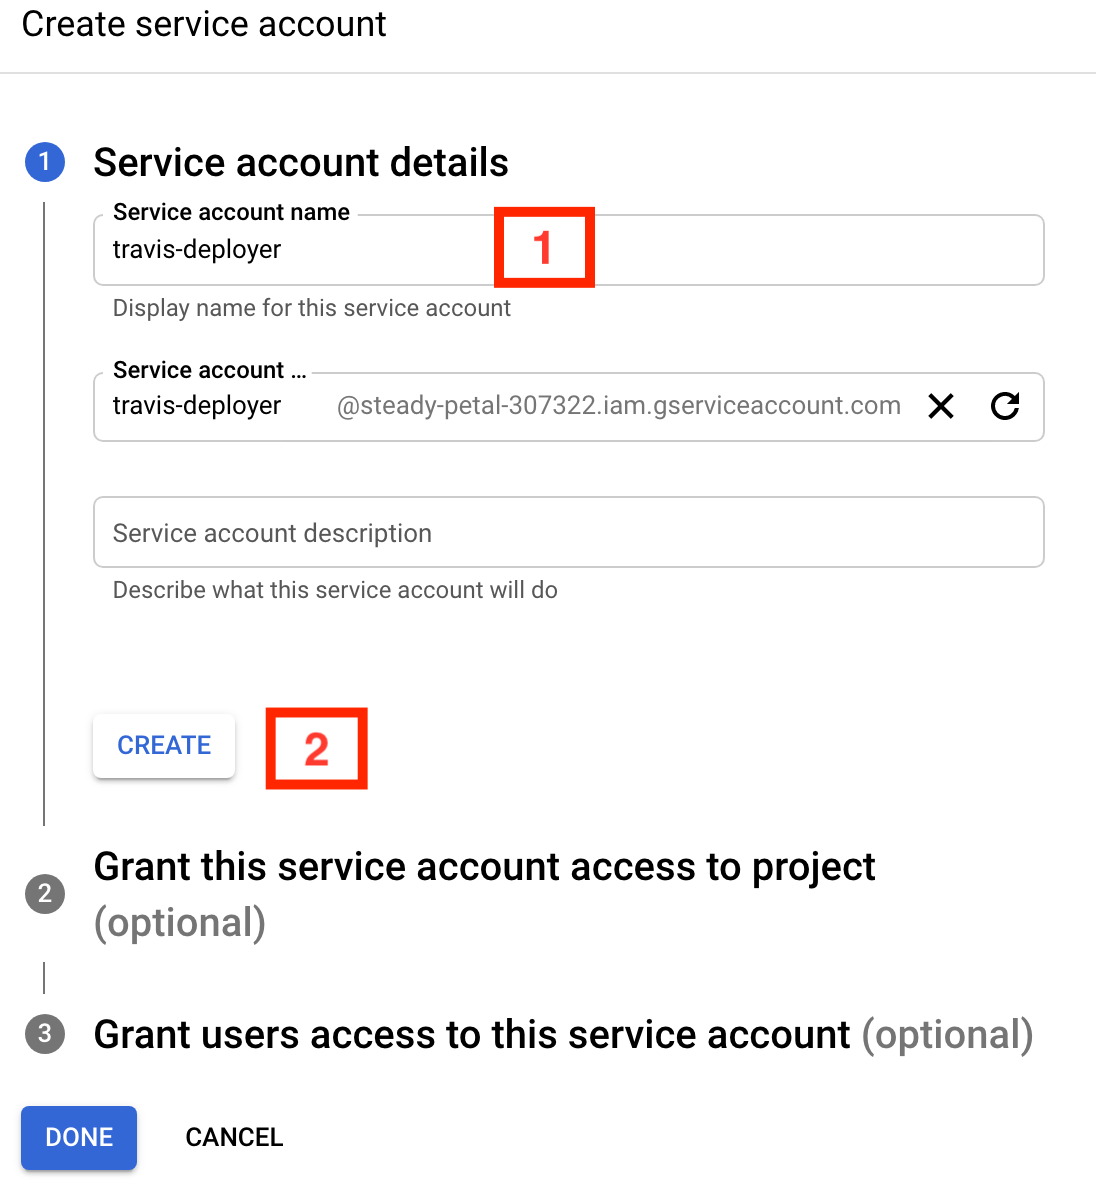 Create service account
1 Service account details
Service account name
travis-deployer 1
Display name for this service account
Service account ...
travis-deployer @steady-petal-307322.iam.gserviceaccount.com
Service account description
Describe what this service account will do
CREATE 2
2 Grant this service account access to project
(optional)
3 Grant users access to this service account (optional)
DONE CANCEL